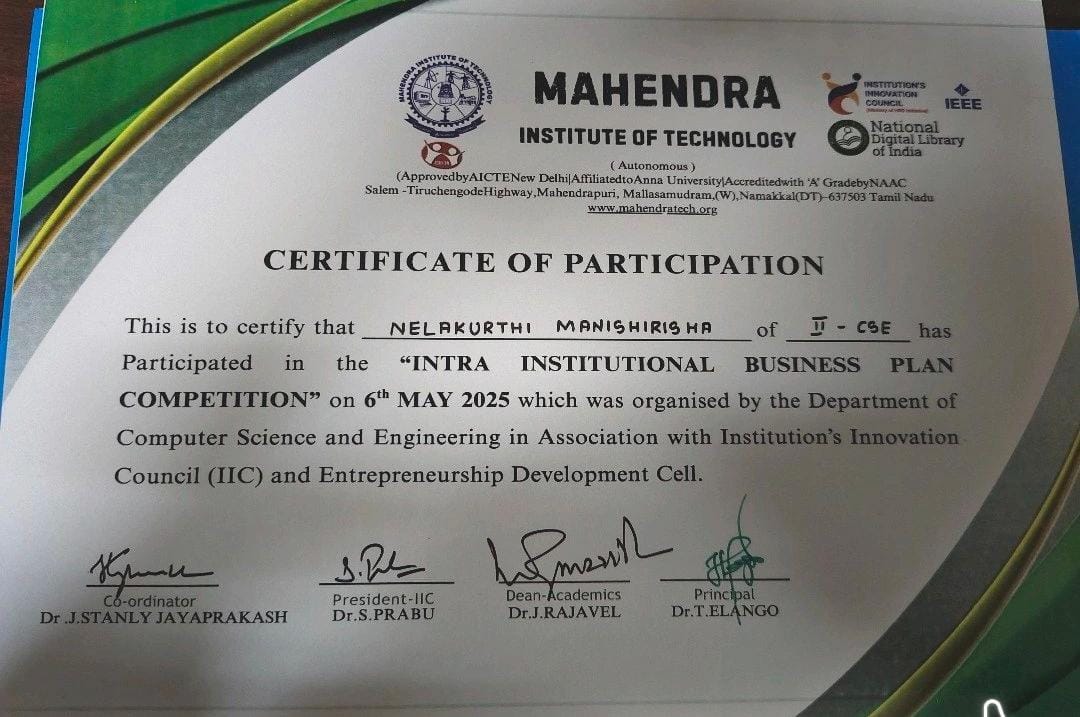 MAHENDRA INSTITUTE OF TECHNOLOGY
MAHENDRA
INSTITUTE OF TECHNOLOGY
INSTITUTION'S
INNOVATION
COUNCIL
IEEE
National
Digital Library
of India
( Autonomous )
(ApprovedbyAICTENew Delhi|AffiliatedtoAnna University|Accreditedwith 'A' GradebyNAAC
Salem -TiruchengodeHighway,Mahendrapuri, Mallasamudram,(W),Namakkal(DT)-637503 Tamil Nadu
www.mahendratech.org
CERTIFICATE OF PARTICIPATION
This is to certify that NELAKURTHI MANISHIRISHA of II - CSE has
Participated in the “INTRA INSTITUTIONAL BUSINESS PLAN
COMPETITION” on 6th MAY 2025 which was organised by the Department of
Computer Science and Engineering in Association with Institution's Innovation
Council (IIC) and Entrepreneurship Development Cell.
Co-ordinator
Dr .J.STANLY JAYAPRAKASH
President-IIC
Dr.S.PRABU
Dean-Academics
Dr.J.RAJAVEL
Principal
Dr.T.ELANGO